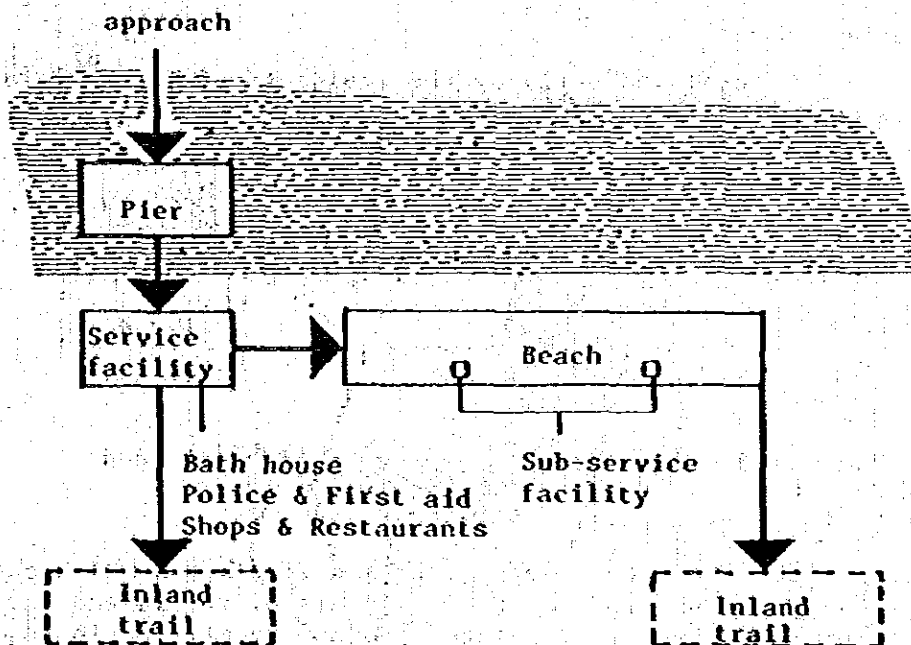 approach
Pier
Service
facility
Beach
Bath house
Police & First aid
Shops & Restaurants
Sub-service
facility
Inland
trail
Inland
trail